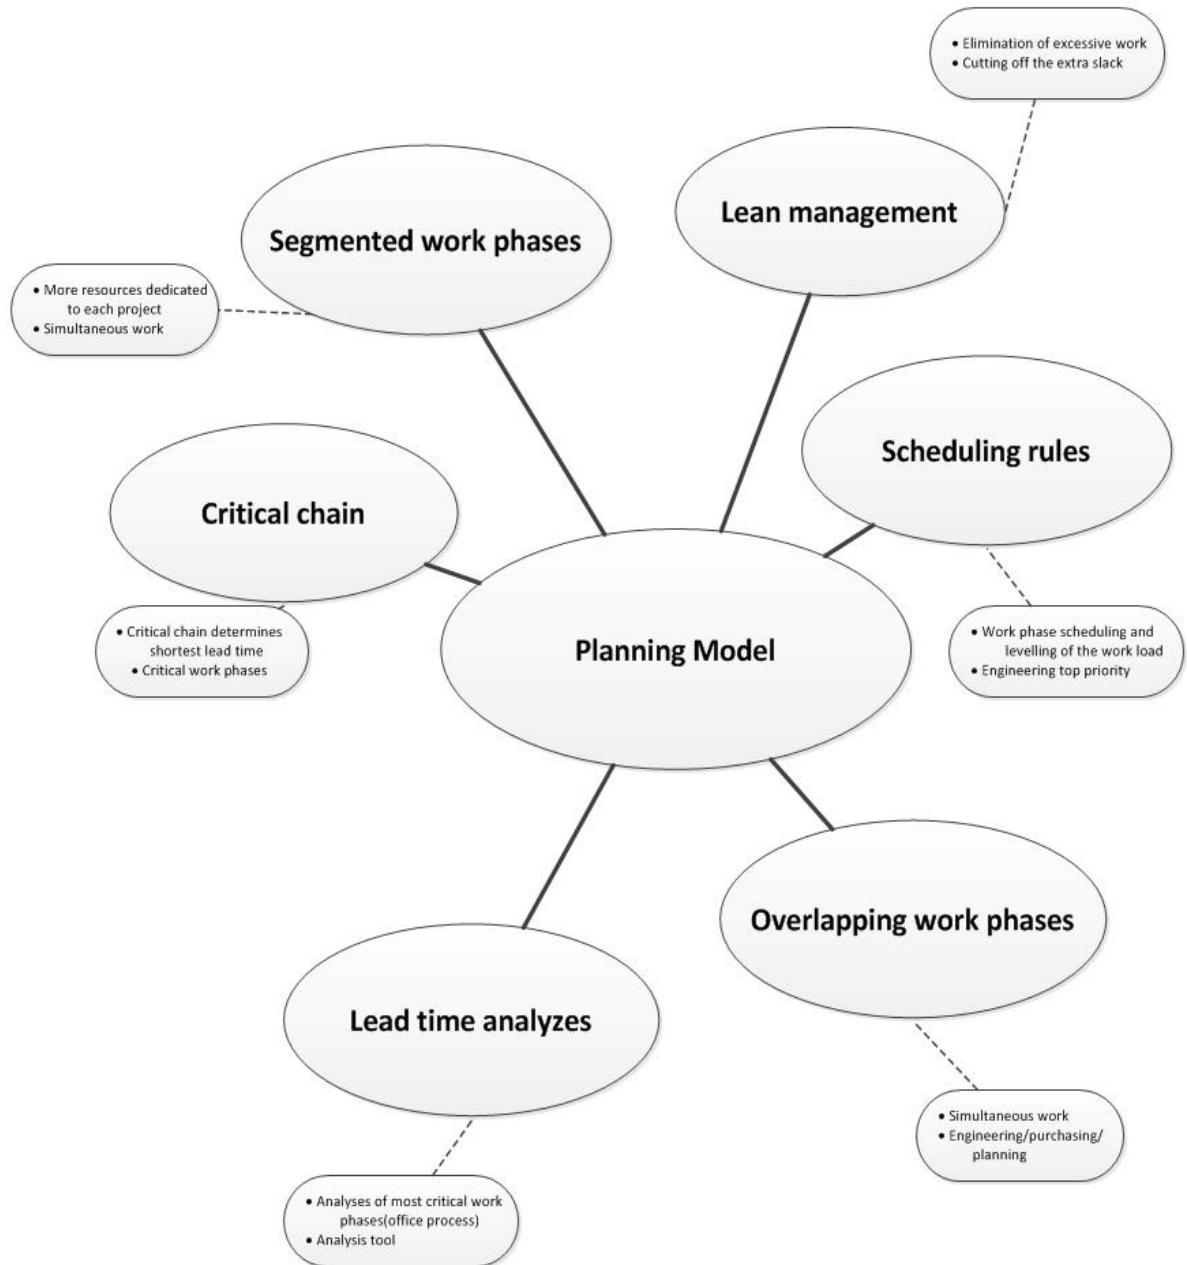 • Elimination of excessive work
• Cutting off the extra slack
Lean management
Segmented work phases
• More resources dedicated
to each project
• Simultaneous work
Scheduling rules
Critical chain
• Critical chain determines
shortest lead time
• Critical work phases
Planning Model
• Work phase scheduling and
levelling of the work load
• Engineering top priority
Overlapping work phases
Lead time analyzes
• Simultaneous work
• Engineering/purchasing/
planning
• Analyses of most critical work
phases(office process)
• Analysis tool